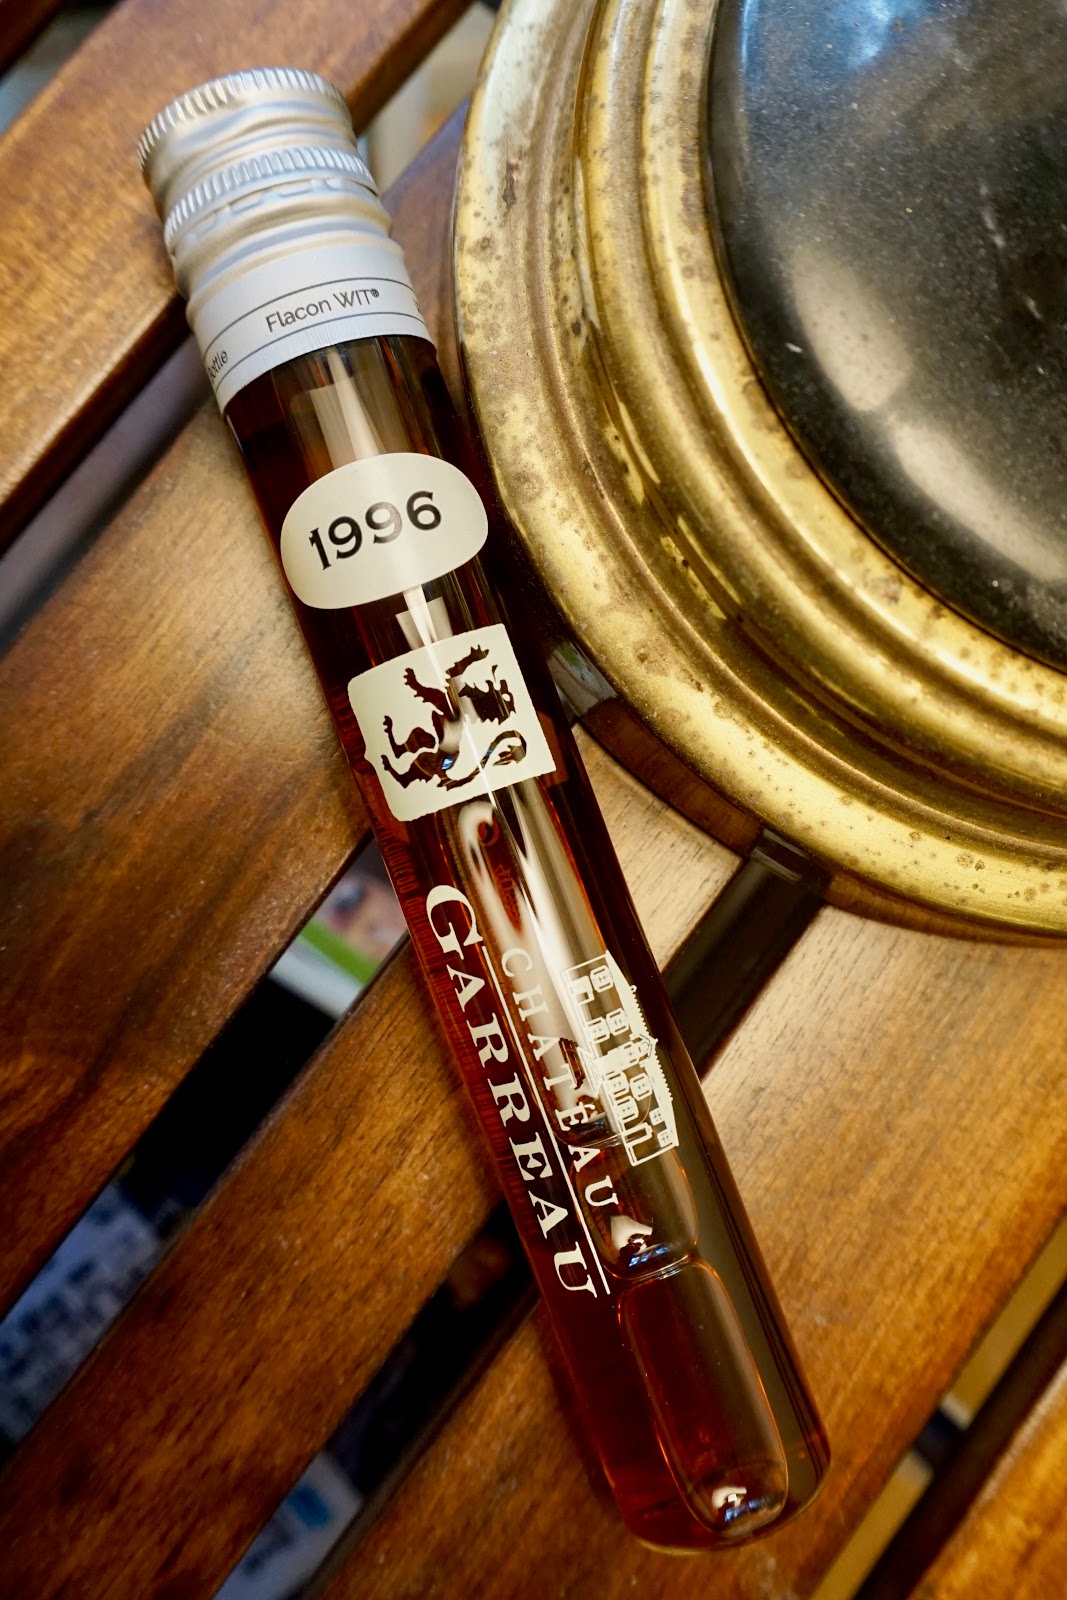 Flacon WIT®
1996
CHATEAU
GARREAU